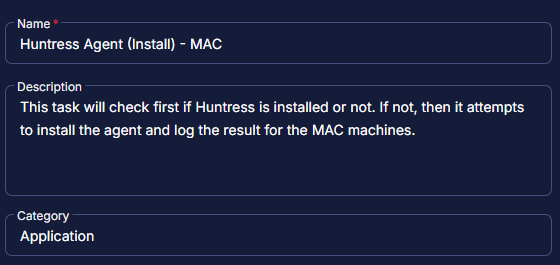 Name *
Huntress Agent (Install) - MAC
Description
This task will check first if Huntress is installed or not. If not, then it attempts
to install the agent and log the result for the MAC machines.
Category
Application